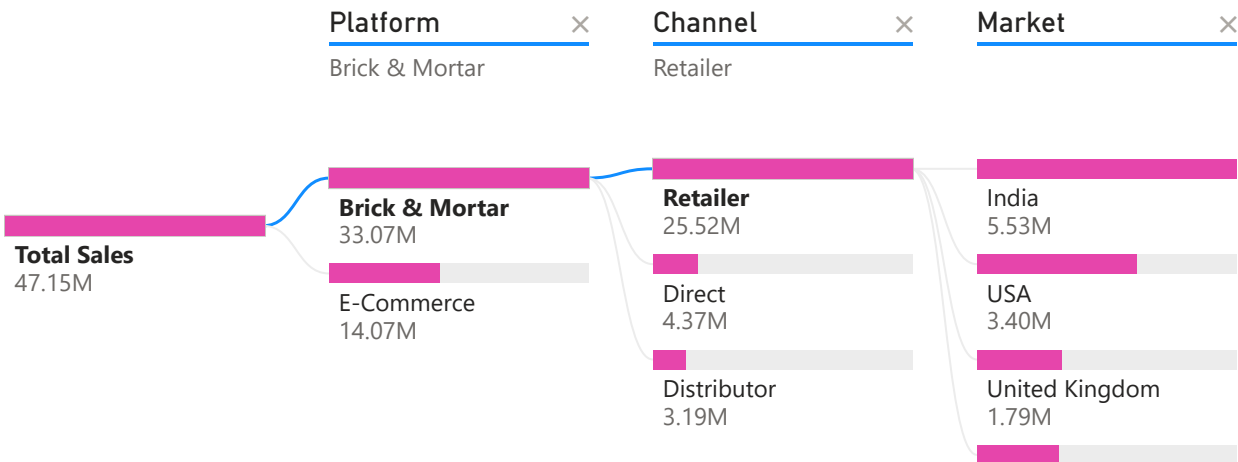 Platform
Channel
Market
Brick & Mortar
Retailer
Total Sales
47.15M
Brick & Mortar
33.07M
E-Commerce
14.07M
Retailer
25.52M
Direct
4.37M
Distributor
3.19M
India
5.53M
USA
3.40M
United Kingdom
1.79M